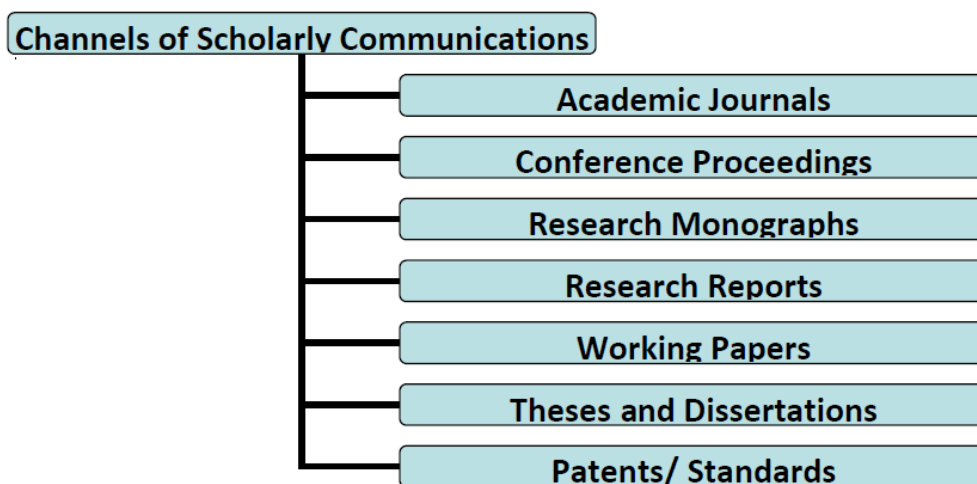 Channels of Scholarly Communications
Academic Journals
Conference Proceedings
Research Monographs
Research Reports
Working Papers
Theses and Dissertations
Patents/ Standards